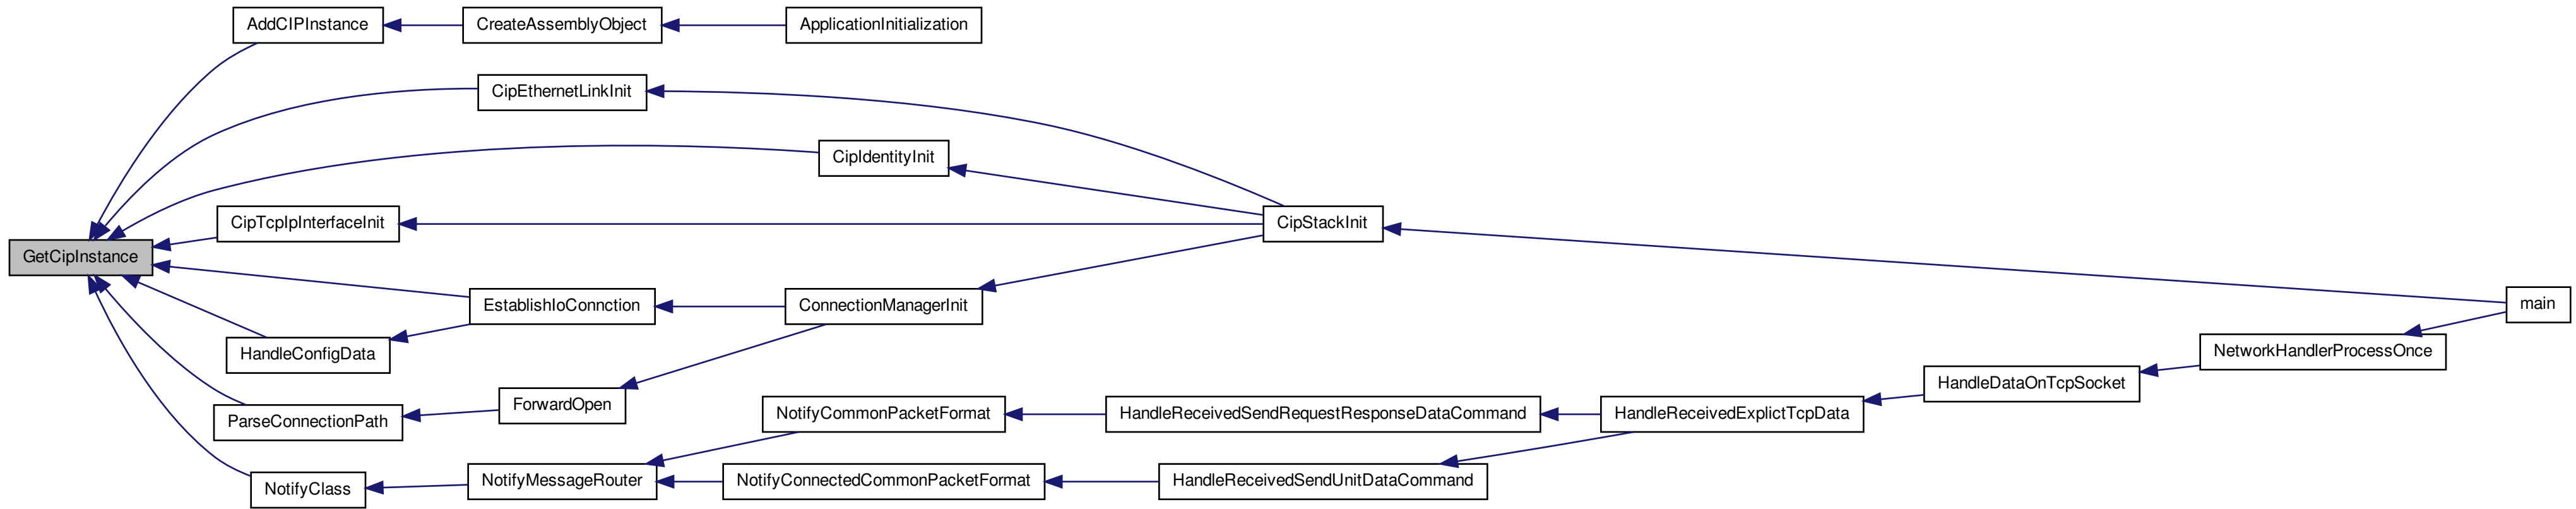 AddCIPInstance
CreateAssemblyObject
ApplicationInitialization
CipEthernetLinkInit
CipIdentityInit
CipTcpIpInterfaceInit
CipStackInit
GetCipInstance
EstablishIoConnction
ConnectionManagerInit
main
HandleConfigData
NetworkHandlerProcessOnce
HandleDataOnTcpSocket
ForwardOpen
NotifyCommonPacketFormat
HandleReceivedSendRequestResponseDataCommand
HandleReceivedExplictTcpData
ParseConnectionPath
NotifyClass
NotifyMessageRouter
NotifyConnectedCommonPacketFormat
HandleReceivedSendUnitDataCommand